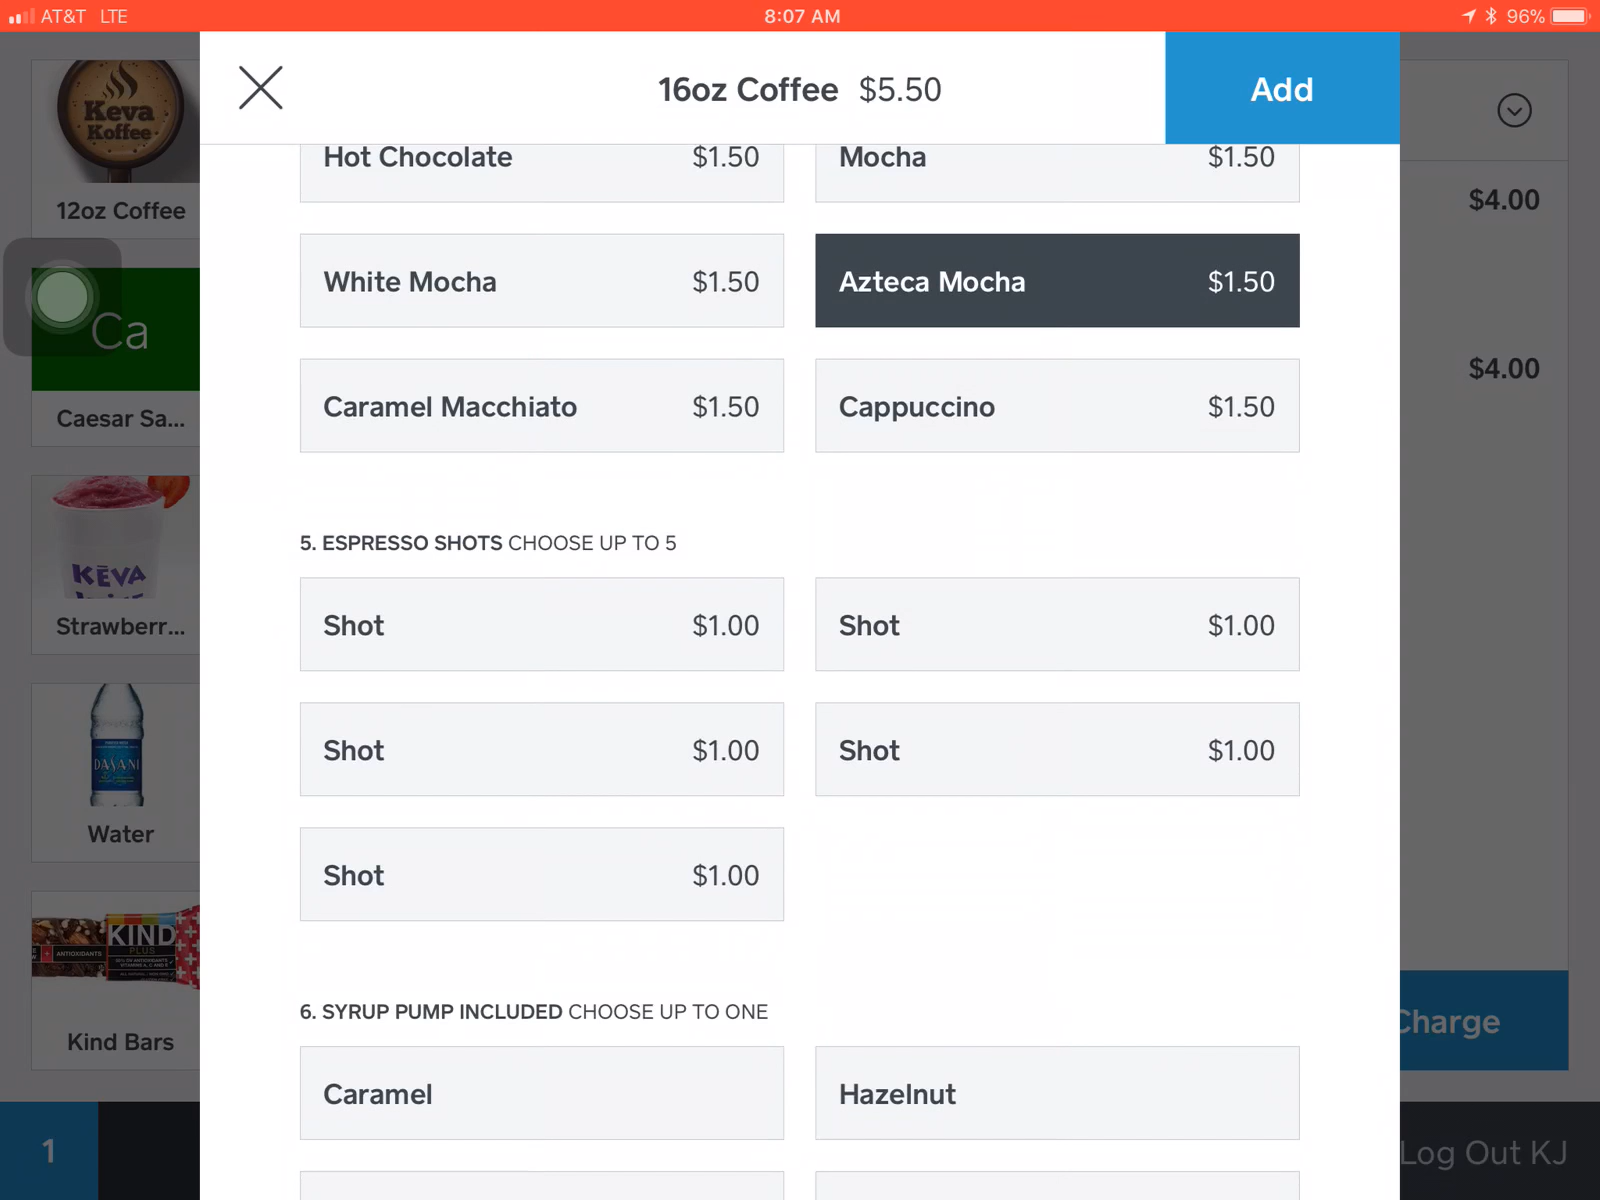 AT&T LTE 8:07 AM 96%
16oz Coffee $5.50 Add
Keva
Koffee
12oz Coffee
Ca
Caesar Sa...
KĒVA
Strawberr...
DASANI
Water
KIND
PLUS
ANTIOXIDANTS
Kind Bars
1
Hot Chocolate $1.50
Mocha $1.50
White Mocha $1.50
Azteca Mocha $1.50
Caramel Macchiato $1.50
Cappuccino $1.50
5. ESPRESSO SHOTS CHOOSE UP TO 5
Shot $1.00
Shot $1.00
Shot $1.00
Shot $1.00
Shot $1.00
6. SYRUP PUMP INCLUDED CHOOSE UP TO ONE
Caramel
Hazelnut
$4.00
$4.00
Charge
Log Out KJ